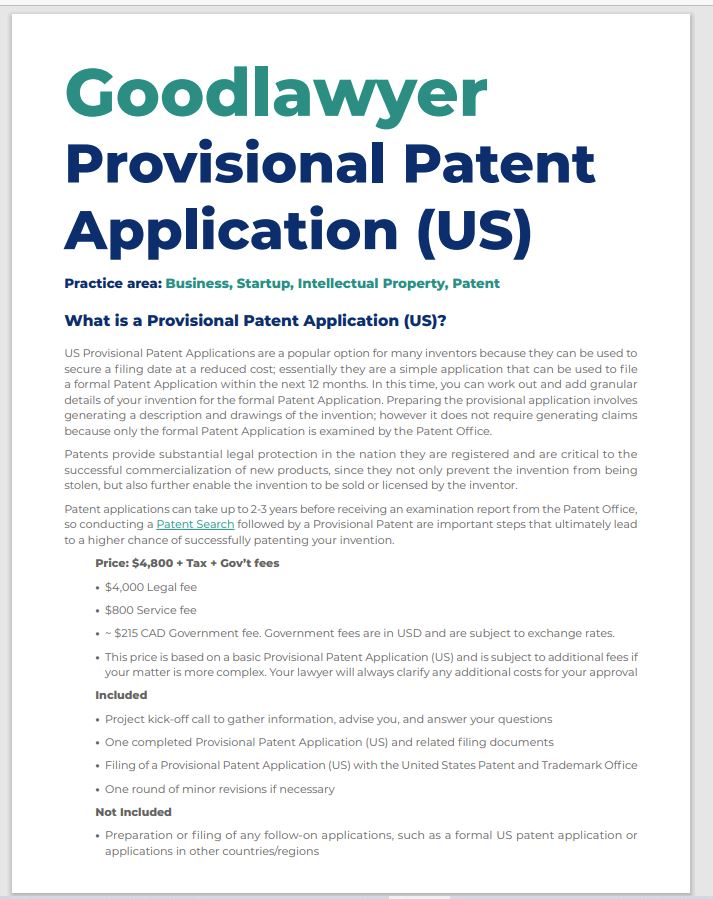 Goodlawyer
Provisional Patent
Application (US)
Practice area: Business, Startup, Intellectual Property, Patent
What is a Provisional Patent Application (US)?
US Provisional Patent Applications are a popular option for many inventors because they can be used to
secure a filing date at a reduced cost; essentially they are a simple application that can be used to file
a formal Patent Application within the next 12 months. In this time, you can work out and add granular
details of your invention for the formal Patent Application. Preparing the provisional application involves
generating a description and drawings of the invention; however it does not require generating claims
because only the formal Patent Application is examined by the Patent Office.
Patents provide substantial legal protection in the nation they are registered and are critical to the
successful commercialization of new products, since they not only prevent the invention from being
stolen, but also further enable the invention to be sold or licensed by the inventor.
Patent applications can take up to 2-3 years before receiving an examination report from the Patent Office,
so conducting a Patent Search followed by a Provisional Patent are important steps that ultimately lead
to a higher chance of successfully patenting your invention.
Price: $4,800 + Tax + Gov't fees
• $4,000 Legal fee
• $800 Service fee
• ~ $215 CAD Government fee. Government fees are in USD and are subject to exchange rates.
• This price is based on a basic Provisional Patent Application (US) and is subject to additional fees if
your matter is more complex. Your lawyer will always clarify any additional costs for your approval
Included
• Project kick-off call to gather information, advise you, and answer your questions
• One completed Provisional Patent Application (US) and related filing documents
• Filing of a Provisional Patent Application (US) with the United States Patent and Trademark Office
• One round of minor revisions if necessary
Not Included
• Preparation or filing of any follow-on applications, such as a formal US patent application or
applications in other countries/regions